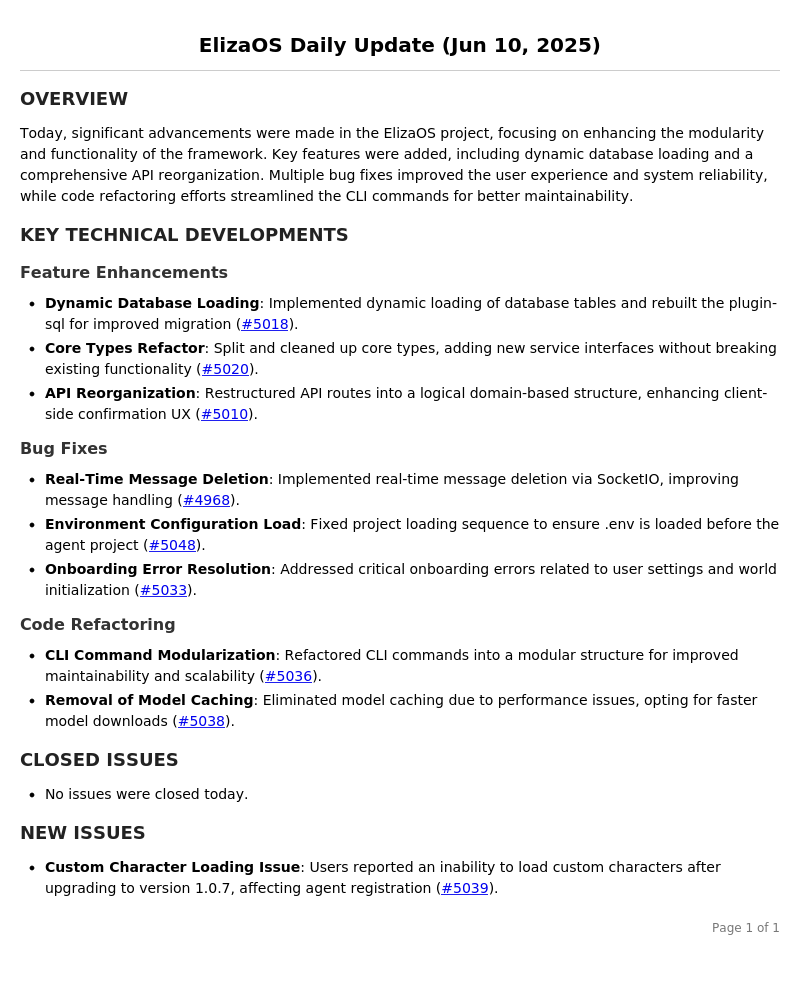 ElizaOS Daily Update (Jun 10, 2025)
OVERVIEW
Today, significant advancements were made in the ElizaOS project, focusing on enhancing the modularity
and functionality of the framework. Key features were added, including dynamic database loading and a
comprehensive API reorganization. Multiple bug fixes improved the user experience and system reliability,
while code refactoring efforts streamlined the CLI commands for better maintainability.
KEY TECHNICAL DEVELOPMENTS
Feature Enhancements
• Dynamic Database Loading: Implemented dynamic loading of database tables and rebuilt the plugin-
sql for improved migration (#5018).
• Core Types Refactor: Split and cleaned up core types, adding new service interfaces without breaking
existing functionality (#5020).
• API Reorganization: Restructured API routes into a logical domain-based structure, enhancing client-
side confirmation UX (#5010).
Bug Fixes
• Real-Time Message Deletion: Implemented real-time message deletion via SocketIO, improving
message handling (#4968).
• Environment Configuration Load: Fixed project loading sequence to ensure .env is loaded before the
agent project (#5048).
• Onboarding Error Resolution: Addressed critical onboarding errors related to user settings and world
initialization (#5033).
Code Refactoring
• CLI Command Modularization: Refactored CLI commands into a modular structure for improved
maintainability and scalability (#5036).
• Removal of Model Caching: Eliminated model caching due to performance issues, opting for faster
model downloads (#5038).
CLOSED ISSUES
• No issues were closed today.
NEW ISSUES
• Custom Character Loading Issue: Users reported an inability to load custom characters after
upgrading to version 1.0.7, affecting agent registration (#5039).
Page 1 of 1